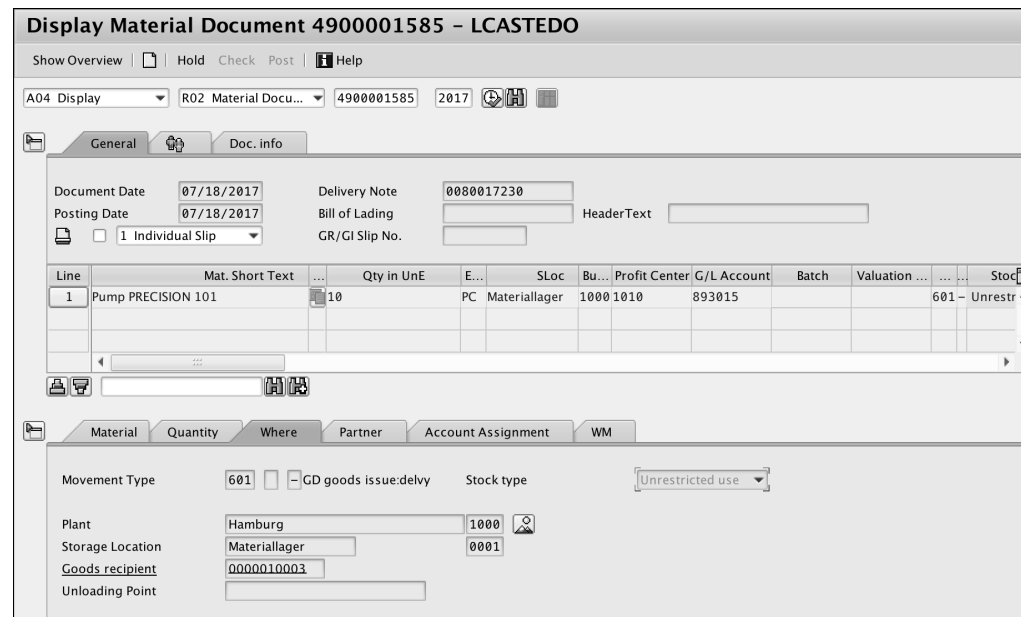 Display Material Document 4900001585 – LCASTEDO
Show Overview Hold Check Post Help
A04 Display R02 Material Docu... 4900001585 2017
General Doc. info
Document Date 07/18/2017 Delivery Note 0080017230
Posting Date 07/18/2017 Bill of Lading HeaderText
1 Individual Slip GR/GI Slip No.
Line Mat. Short Text ... Qty in UnE E... SLoc Bu... Profit Center G/L Account Batch Valuation ... ... .. Stoc
1 Pump PRECISION 101 10 PC Materiallager 1000 1010 893015 601 – Unrestr
Material Quantity Where Partner Account Assignment WM
Movement Type 601 – GD goods issue:delvy Stock type Unrestricted use
Plant Hamburg 1000
Storage Location Materiallager 0001
Goods recipient 0000010003
Unloading Point